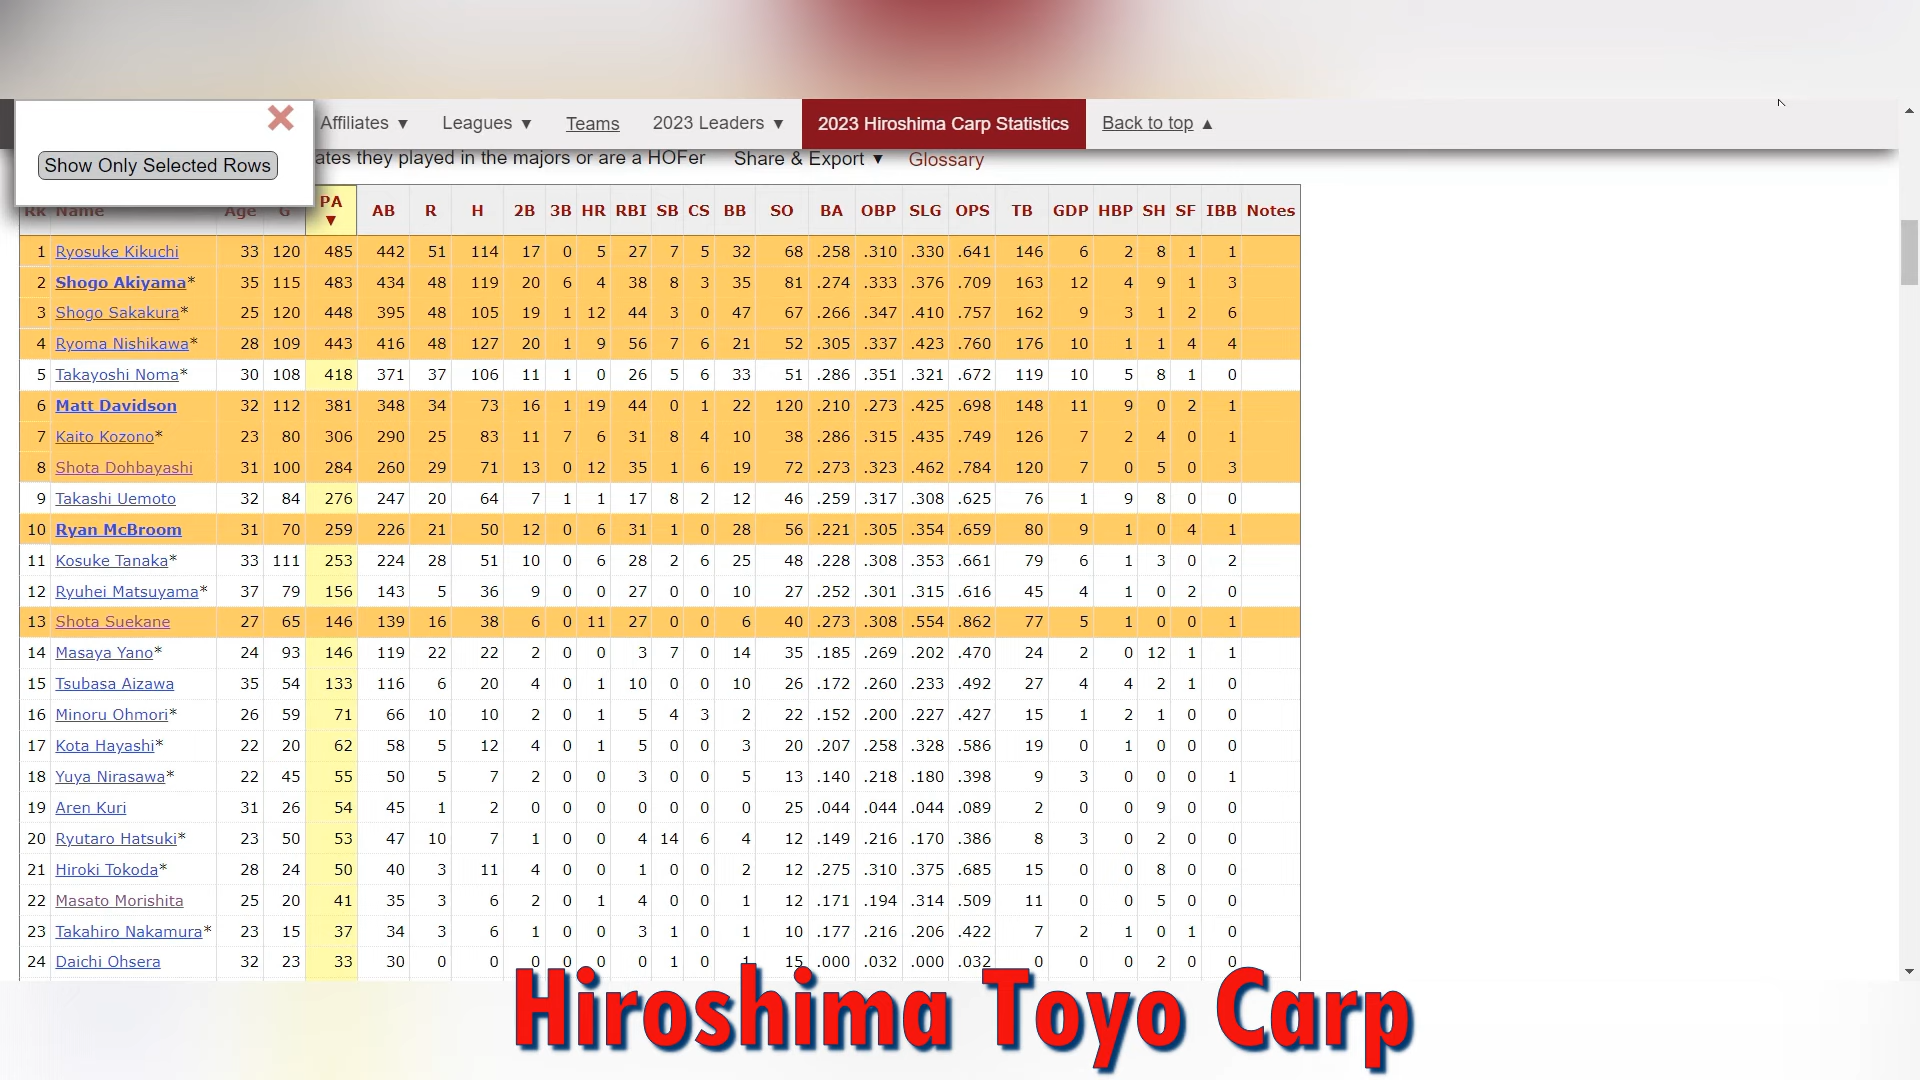 Affiliates ▼ Leagues ▼ Teams 2023 Leaders ▼ 2023 Hiroshima Carp Statistics Back to top ▲
Show Only Selected Rows
ates they played in the majors or are a HOFer Share & Export ▼ Glossary
Rk Name Age G PA ▼ AB R H 2B 3B HR RBI SB CS BB SO BA OBP SLG OPS TB GDP HBP SH SF IBB Notes
1 Ryosuke Kikuchi 33 120 485 442 51 114 17 0 5 27 7 5 32 68 .258 .310 .330 .641 146 6 2 8 1 1
2 Shogo Akiyama* 35 115 483 434 48 119 20 6 4 38 8 3 35 81 .274 .333 .376 .709 163 12 4 9 1 3
3 Shogo Sakakura* 25 120 448 395 48 105 19 1 12 44 3 0 47 67 .266 .347 .410 .757 162 9 3 1 2 6
4 Ryoma Nishikawa* 28 109 443 416 48 127 20 1 9 56 7 6 21 52 .305 .337 .423 .760 176 10 1 1 4 4
5 Takayoshi Noma* 30 108 418 371 37 106 11 1 0 26 5 6 33 51 .286 .351 .321 .672 119 10 5 8 1 0
6 Matt Davidson 32 112 381 348 34 73 16 1 19 44 0 1 22 120 .210 .273 .425 .698 148 11 9 0 2 1
7 Kaito Kozono* 23 80 306 290 25 83 11 7 6 31 8 4 10 38 .286 .315 .435 .749 126 7 2 4 0 1
8 Shota Dohbayashi 31 100 284 260 29 71 13 0 12 35 1 6 19 72 .273 .323 .462 .784 120 7 0 5 0 3
9 Takashi Uemoto 32 84 276 247 20 64 7 1 1 17 8 2 12 46 .259 .317 .308 .625 76 1 9 8 0 0
10 Ryan McBroom 31 70 259 226 21 50 12 0 6 31 1 0 28 56 .221 .305 .354 .659 80 9 1 0 4 1
11 Kosuke Tanaka* 33 111 253 224 28 51 10 0 6 28 2 6 25 48 .228 .308 .353 .661 79 6 1 3 0 2
12 Ryuhei Matsuyama* 37 79 156 143 5 36 9 0 0 27 0 0 10 27 .252 .301 .315 .616 45 4 1 0 2 0
13 Shota Suekane 27 65 146 139 16 38 6 0 11 27 0 0 6 40 .273 .308 .554 .862 77 5 1 0 0 1
14 Masaya Yano* 24 93 146 119 22 22 2 0 0 3 7 0 14 35 .185 .269 .202 .470 24 2 0 12 1 1
15 Tsubasa Aizawa 35 54 133 116 6 20 4 0 1 10 0 0 10 26 .172 .260 .233 .492 27 4 4 2 1 0
16 Minoru Ohmori* 26 59 71 66 10 10 2 0 1 5 4 3 2 22 .152 .200 .227 .427 15 1 2 1 0 0
17 Kota Hayashi* 22 20 62 58 5 12 4 0 1 5 0 0 3 20 .207 .258 .328 .586 19 0 1 0 0 0
18 Yuya Nirasawa* 22 45 55 50 5 7 2 0 0 3 0 0 5 13 .140 .218 .180 .398 9 3 0 0 0 1
19 Aren Kuri 31 26 54 45 1 2 0 0 0 0 0 0 0 25 .044 .044 .044 .089 2 0 0 9 0 0
20 Ryutaro Hatsuki* 23 50 53 47 10 7 1 0 0 4 14 6 4 12 .149 .216 .170 .386 8 3 0 2 0 0
21 Hiroki Tokoda* 28 24 50 40 3 11 4 0 0 1 0 0 2 12 .275 .310 .375 .685 15 0 0 8 0 0
22 Masato Morishita 25 20 41 35 3 6 2 0 1 4 0 0 1 12 .171 .194 .314 .509 11 0 0 5 0 0
23 Takahiro Nakamura* 23 15 37 34 3 6 1 0 0 3 1 0 1 10 .177 .216 .206 .422 7 2 1 0 1 0
24 Daichi Ohsera 32 23 33 30 0 0 0 0 0 0 1 0 1 15 .000 .032 .000 .032 0 0 0 2 0 0
Hiroshima Toyo Carp